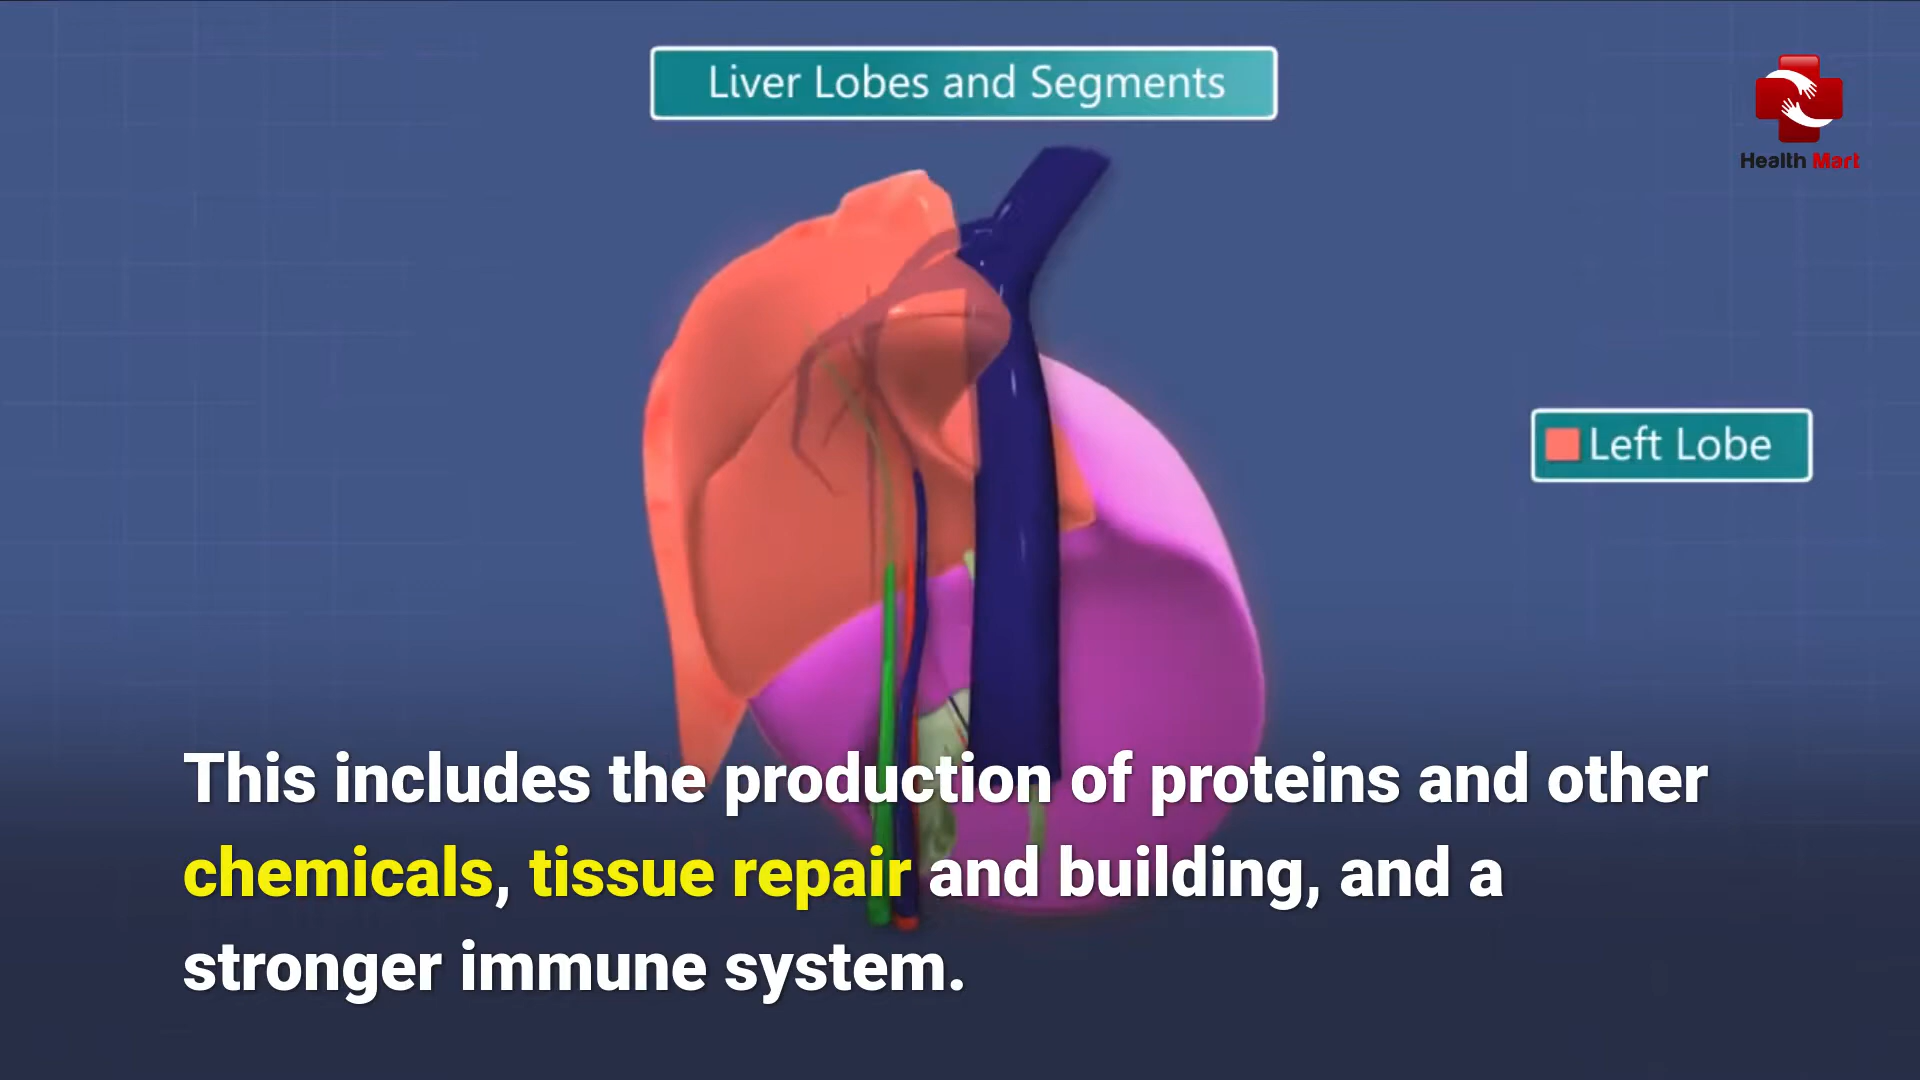 Liver Lobes and Segments
Health Mart
Left Lobe
This includes the production of proteins and other
chemicals, tissue repair and building, and a
stronger immune system.